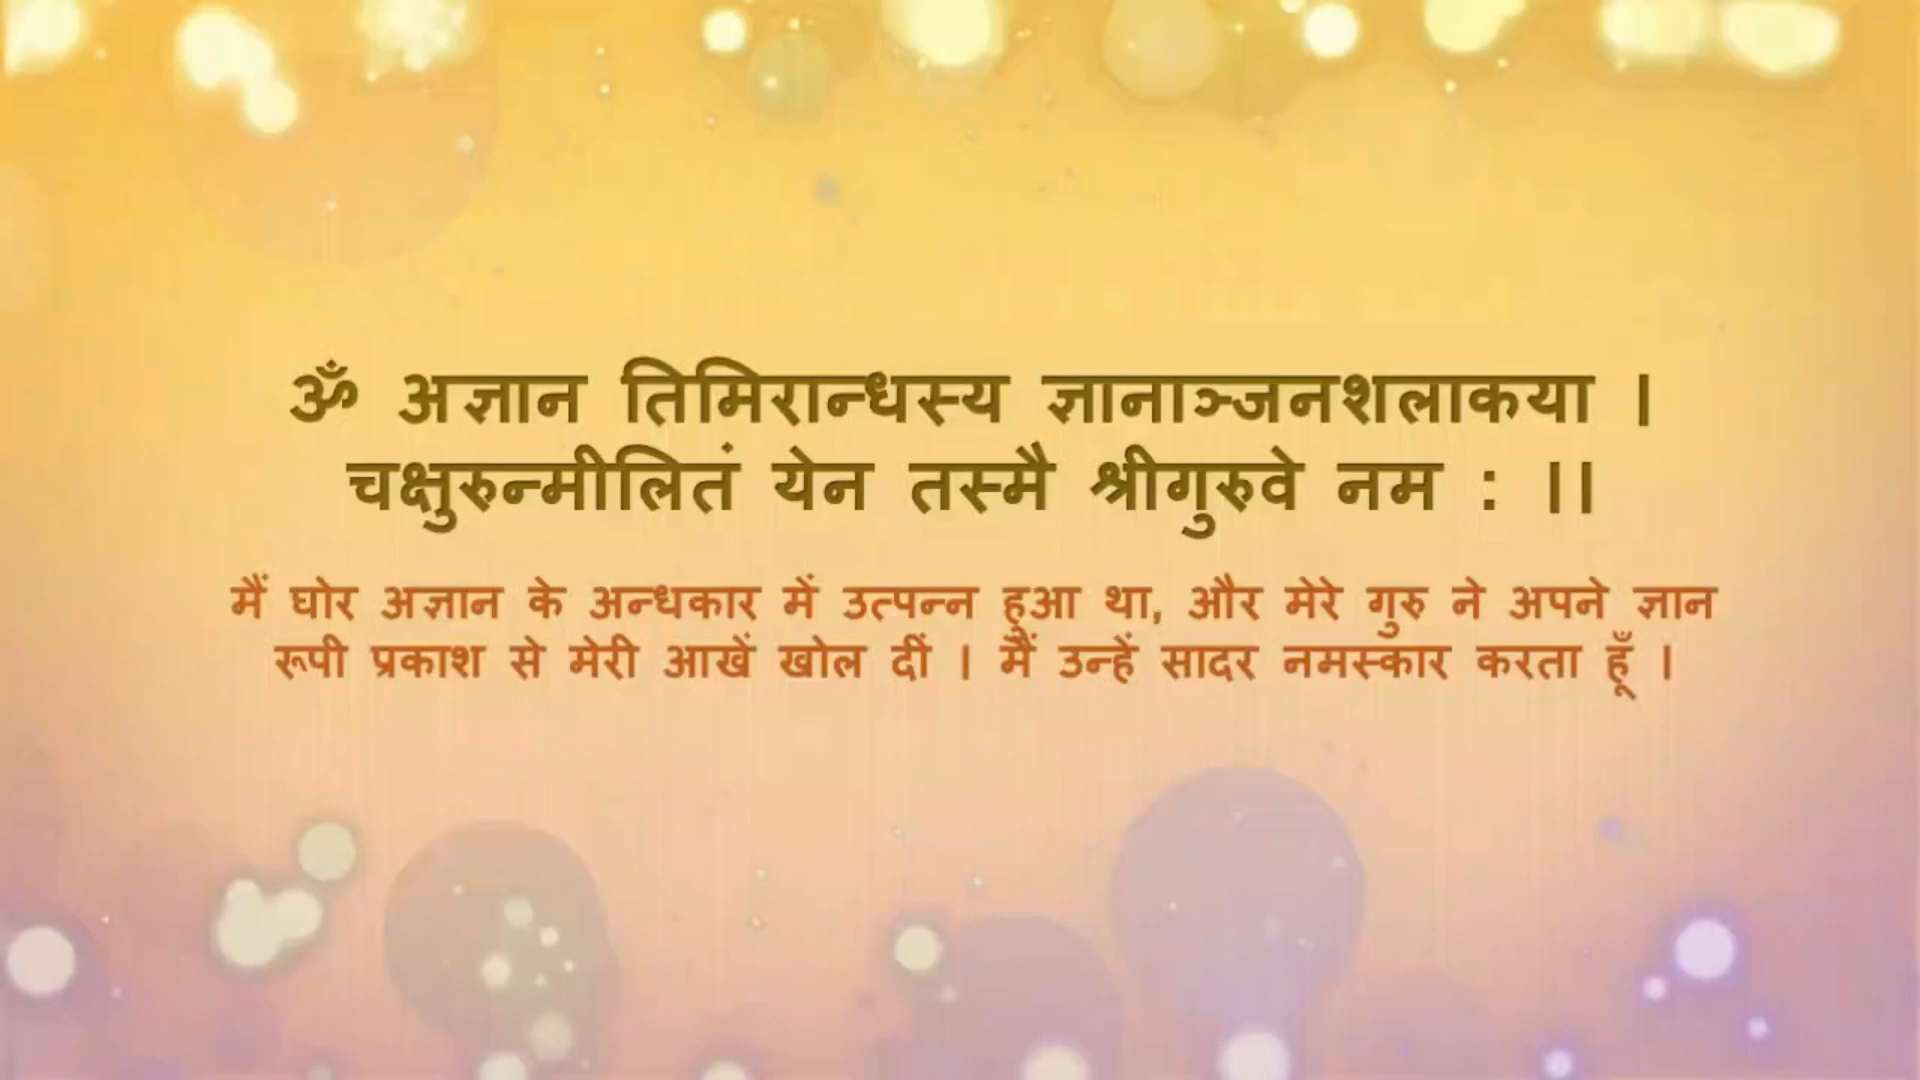 ॐ अज्ञान तिमिरान्धस्य ज्ञानाञ्जनशलाकया ।
चक्षुरुन्मीलितं येन तस्मै श्रीगुरुवे नम : ।।
मैं घोर अज्ञान के अन्धकार में उत्पन्न हुआ था, और मेरे गुरु ने अपने ज्ञान
रूपी प्रकाश से मेरी आखें खोल दीं । मैं उन्हें सादर नमस्कार करता हूँ ।